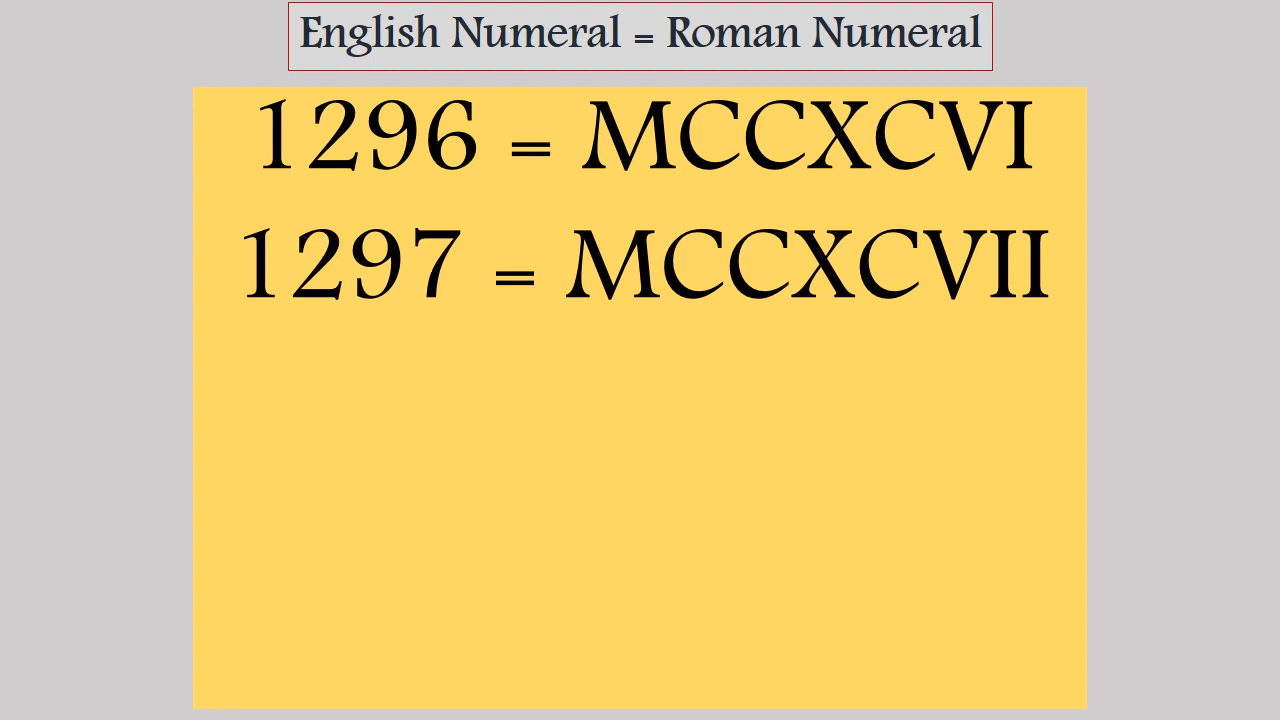 English Numeral = Roman Numeral
1296 = MCCXCVI
1297 = MCCXCVII